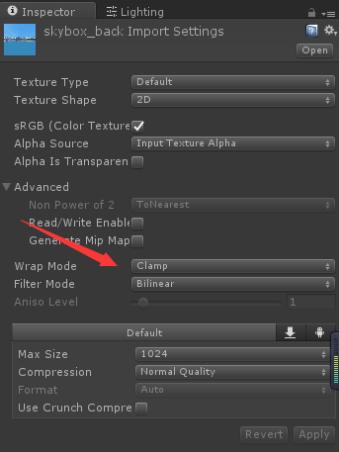 Inspector Lighting
skybox_back Import Settings
Open
Texture Type Default
Texture Shape 2D
sRGB (Color Texture
Alpha Source Input Texture Alpha
Alpha Is Transparen
Advanced
Non Power of 2 ToNearest
Read/Write Enable
Generate Mip Map
Wrap Mode Clamp
Filter Mode Bilinear
Aniso Level 1
Default
Max Size 1024
Compression Normal Quality
Format Auto
Use Crunch Compre
Revert Apply